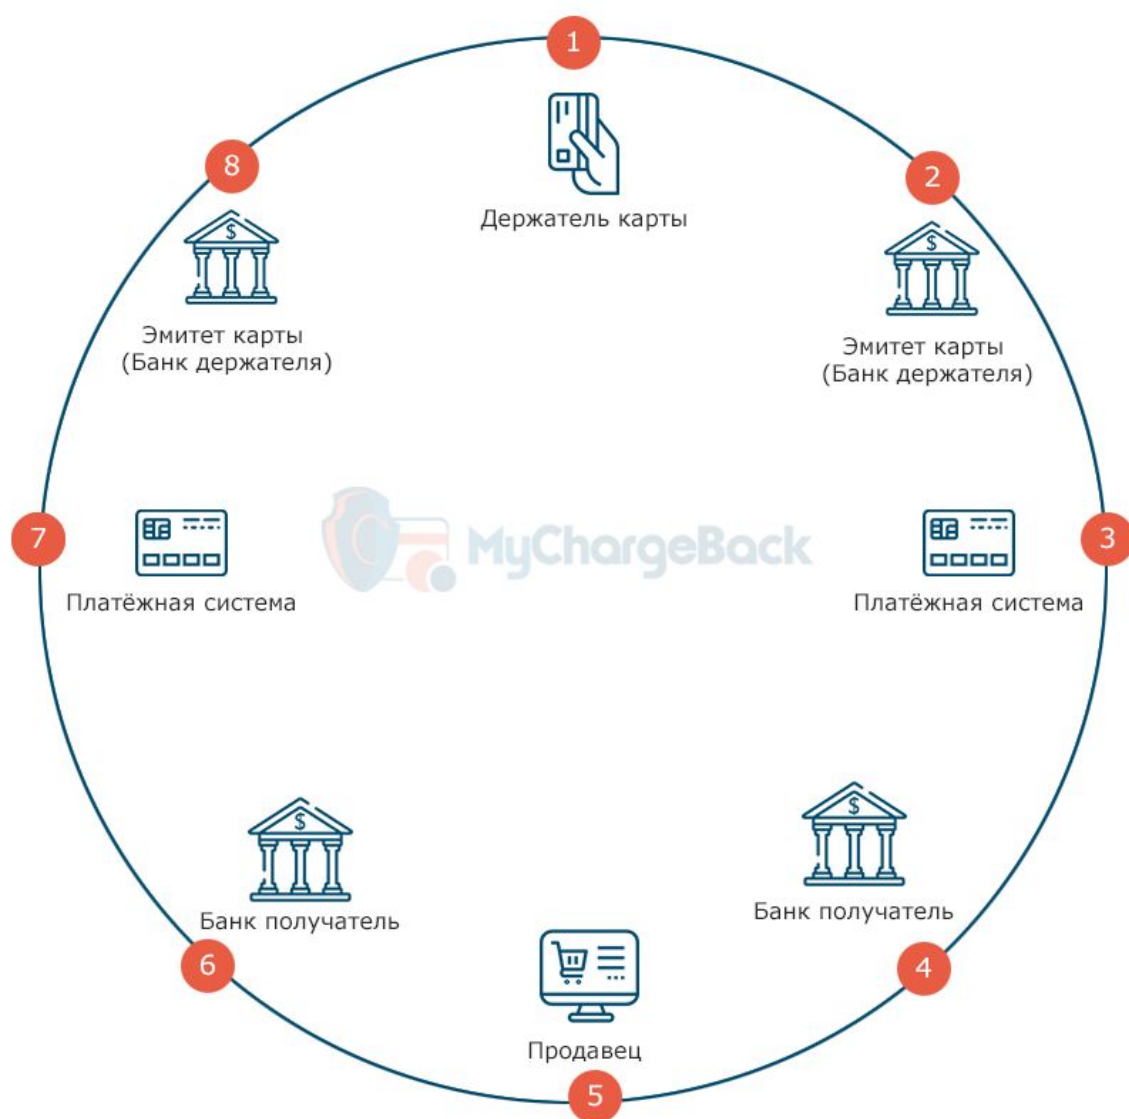 1
Держатель карты
2
Эмитет карты
(Банк держателя)
3
Платёжная система
4
Банк получатель
5
Продавец
6
Банк получатель
7
Платёжная система
8
Эмитет карты
(Банк держателя)
MyChargeBack